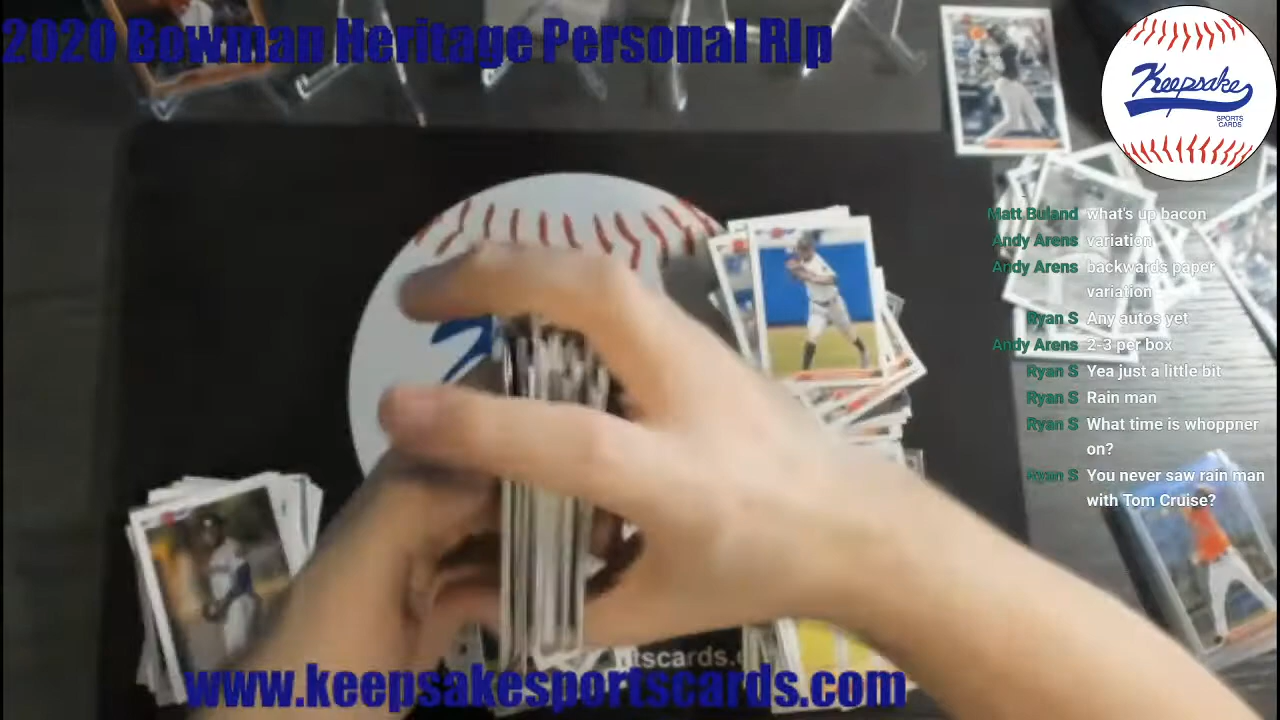 2020 Bowman Heritage Personal Rip
Keepsake
SPORTS
CARDS
Matt Buland what's up bacon
Andy Arens variation
Andy Arens backwards paper
variation
Ryan S Any autos yet
Andy Arens 2-3 per box
Ryan S Yea just a little bit
Ryan S Rain man
Ryan S What time is whoppner
on?
Ryan S You never saw rain man
with Tom Cruise?
www.keepsakesportscards.com